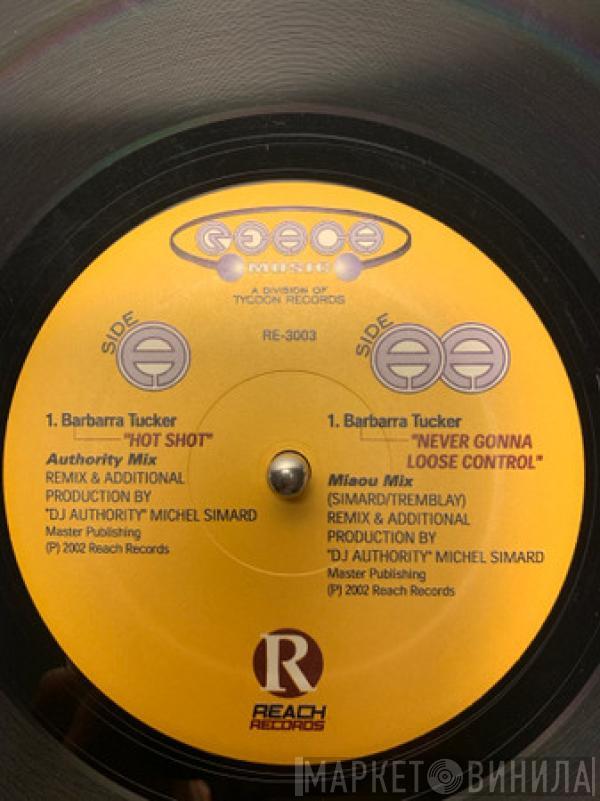 REACH
MUSIC
A DIVISION OF
TYCOON RECORDS
RE-3003
SIDE A
1. Barbarra Tucker
"HOT SHOT"
Authority Mix
REMIX & ADDITIONAL
PRODUCTION BY
"DJ AUTHORITY" MICHEL SIMARD
Master Publishing
(P) 2002 Reach Records
SIDE AA
1. Barbarra Tucker
"NEVER GONNA
LOOSE CONTROL"
Miaou Mix
(SIMARD/TREMBLAY)
REMIX & ADDITIONAL
PRODUCTION BY
"DJ AUTHORITY" MICHEL SIMARD
Master Publishing
(P) 2002 Reach Records
R
REACH
RECORDS
МАРКЕТ ВИНИЛА